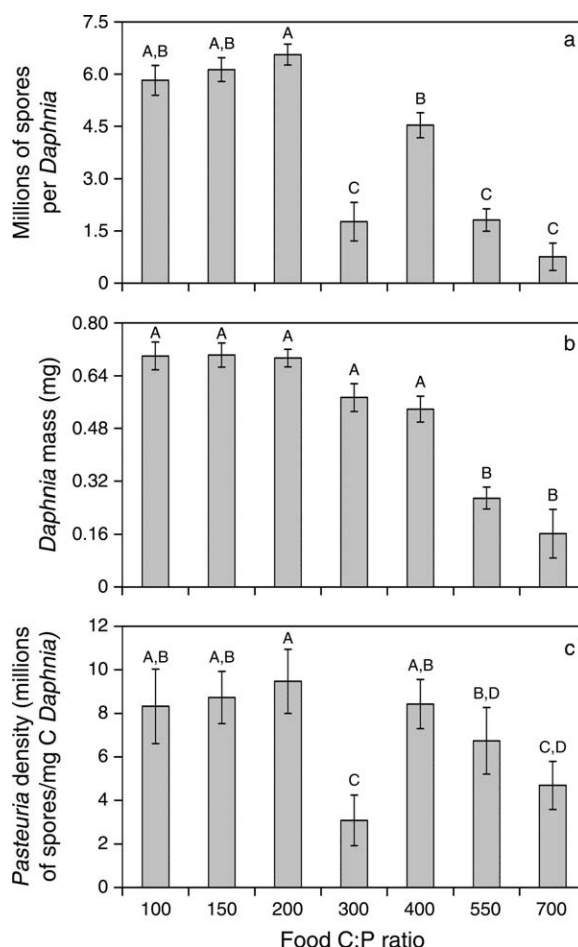 7.5
6.0
4.5
3.0
1.5
0
Millions of spores
per Daphnia
A,B
A
A
C
B
C
C
a
0.80
0.64
0.48
0.32
0.16
0
Daphnia mass (mg)
A
A
A
A
A
B
B
b
12
10
8
6
4
2
0
Pasteuria density (millions
of spores/mg C Daphnia)
A,B
A,B
A
C
A,B
B,D
C,D
c
100 150 200 300 400 550 700
Food C:P ratio